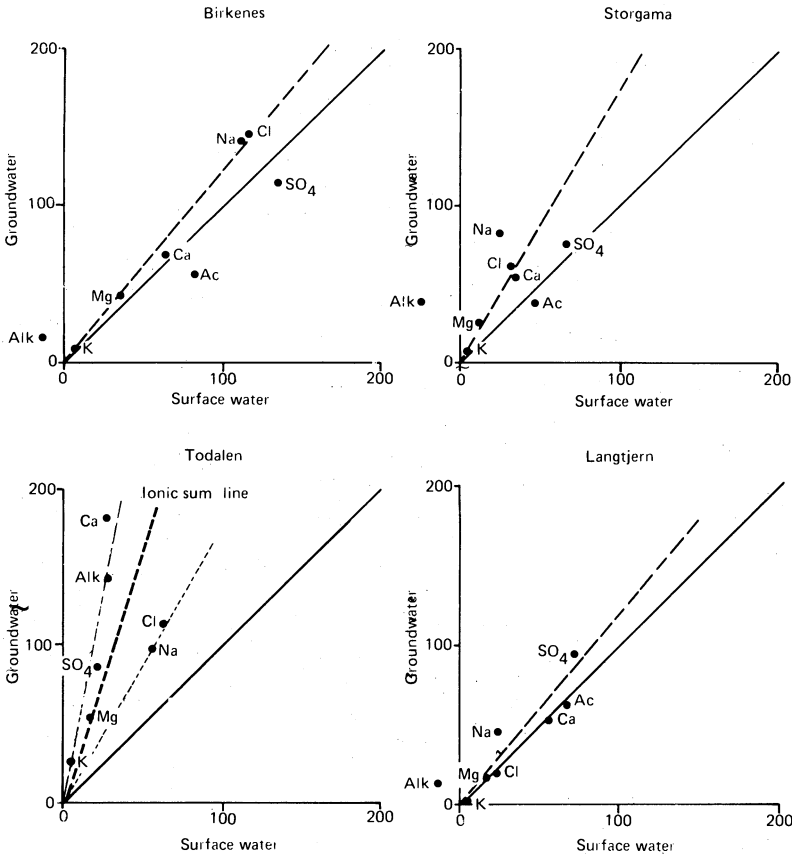 Birkenes
200
Na
Cl
SO4
Groundwater
100
Ca
Ac
Mg
Alk
K
0
0
100
200
Surface water
Storgama
200
Groundwater
100
Na
SO4
Cl
Ca
Alk
Ac
Mg
K
0
0
100
200
Surface water
Todalen
200
Ionic sum line
Ca
Alk
Groundwater
Cl
100
Na
SO4
Mg
K
0
0
100
200
Surface water
Langtjern
200
Groundwater
100
SO4
Ac
Na
Ca
Mg
Cl
Alk
K
0
0
100
200
Surface water